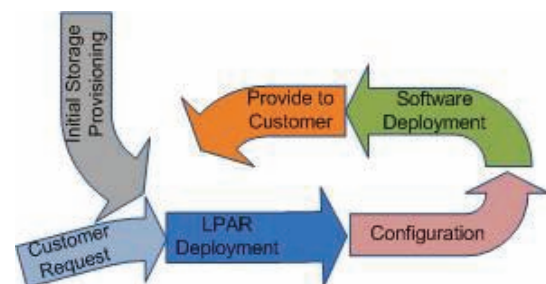 Initial Storage
Provisioning
Customer
Request
LPAR
Deployment
Configuration
Software
Deployment
Provide to
Customer